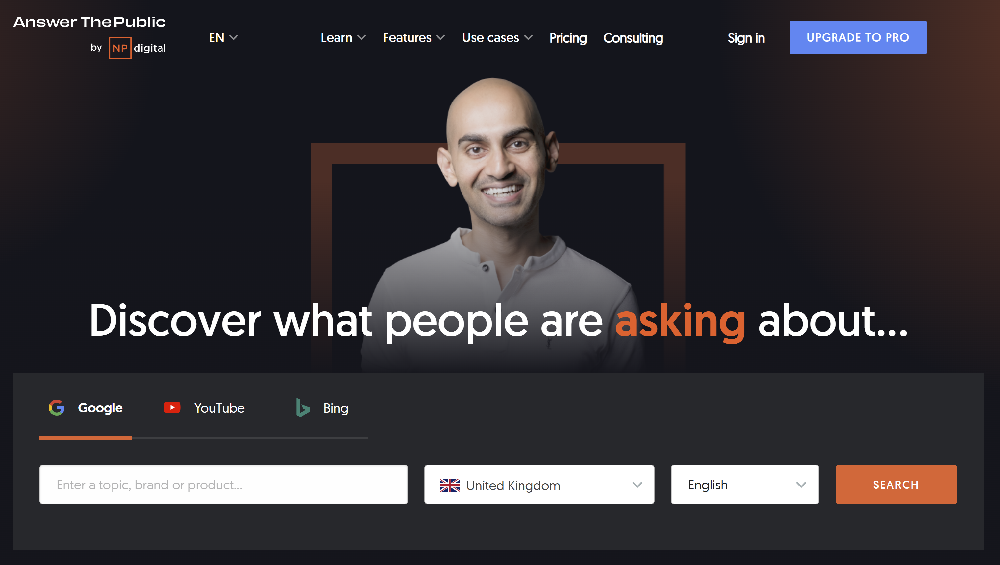 Answer The Public
by NP digital
EN
Learn
Features
Use cases
Pricing
Consulting
Sign in
UPGRADE TO PRO
Discover what people are asking about...
Google
YouTube
Bing
Enter a topic, brand or product...
United Kingdom
English
SEARCH